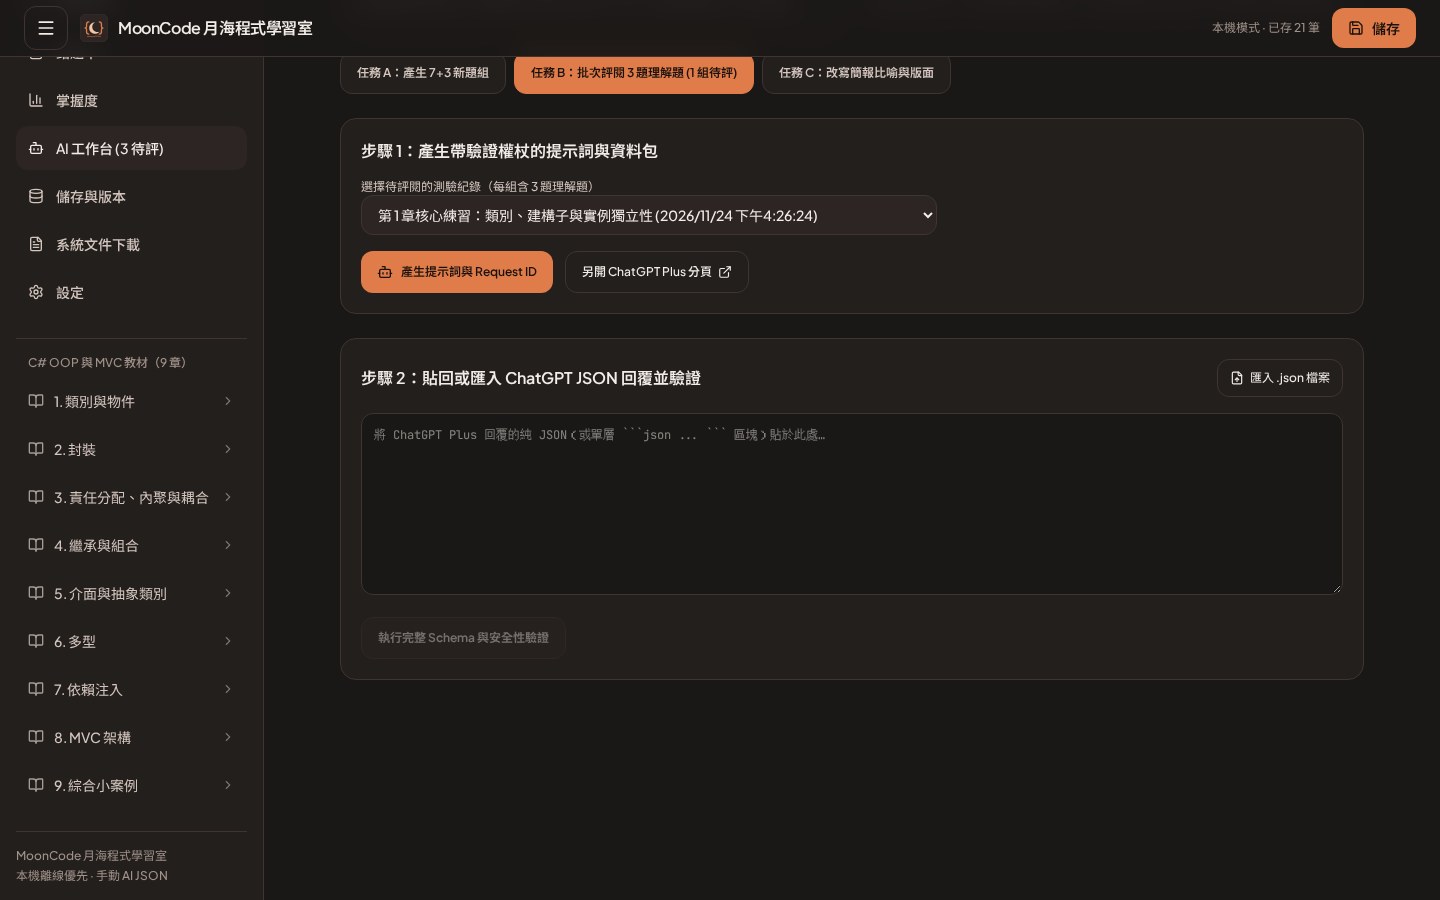 MoonCode 月海程式學習室
本機模式 · 已存 21 筆
儲存
掌握度
AI 工作台 (3 待評)
儲存與版本
系統文件下載
設定
C# OOP 與 MVC 教材（9 章）
1. 類別與物件
2. 封裝
3. 責任分配、內聚與耦合
4. 繼承與組合
5. 介面與抽象類別
6. 多型
7. 依賴注入
8. MVC 架構
9. 綜合小案例
MoonCode 月海程式學習室
本機離線優先 · 手動 AI JSON
任務 A：產生 7+3 新題組
任務 B：批次評閱 3 題理解題 (1 組待評)
任務 C：改寫簡報比喻與版面
步驟 1：產生帶驗證權杖的提示詞與資料包
選擇待評閱的測驗紀錄（每組含 3 題理解題）
第 1 章核心練習：類別、建構子與實例獨立性 (2026/11/24 下午4:26:24)
產生提示詞與 Request ID
另開 ChatGPT Plus 分頁
步驟 2：貼回或匯入 ChatGPT JSON 回覆並驗證
匯入 .json 檔案
將 ChatGPT Plus 回覆的純 JSON（或單層 ```json ... ``` 區塊）貼於此處…
執行完整 Schema 與安全性驗證